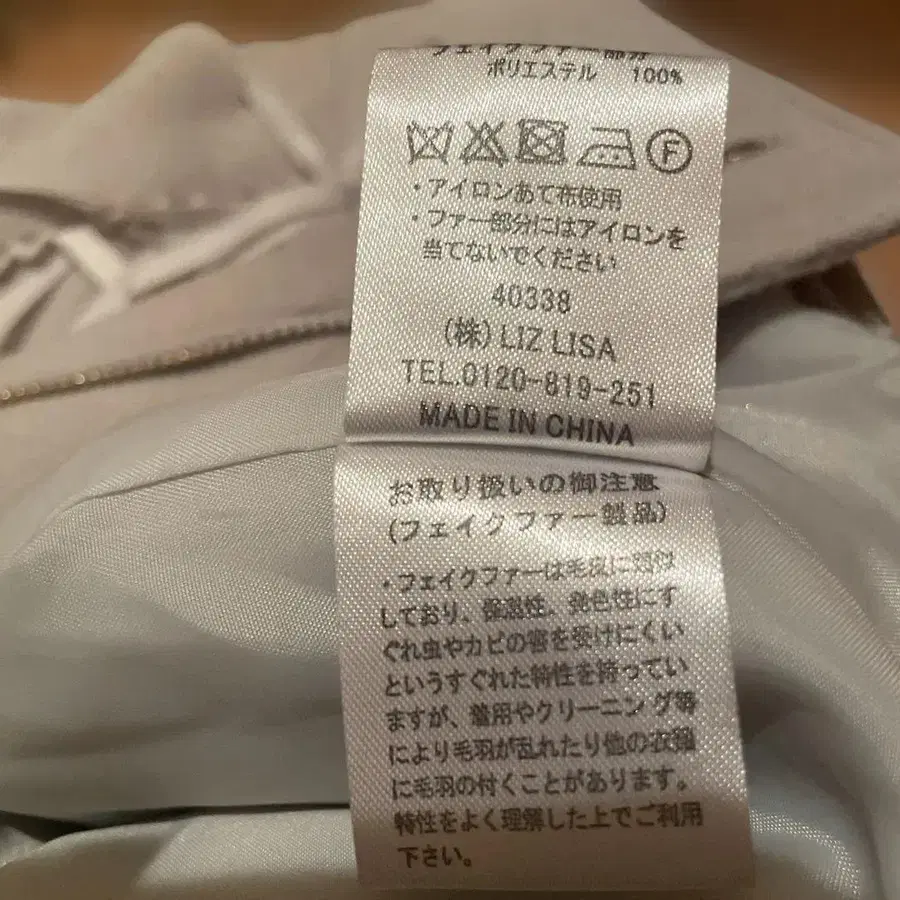 フェイクファー部分
ポリエステル 100%
F
・アイロンあて布使用
・ファー部分にはアイロンを
当てないでください
40338
(株)LIZ LISA
TEL.0120-819-251
MADE IN CHINA
お取り扱いの御注意
(フェイクファー製品)
・フェイクファーは毛皮に類似
しており、保温性、発色性にす
ぐれ虫やカビの害を受けにくい
というすぐれた特性を持ってい
ますが、着用やクリーニング等
により毛羽が乱れたり他の衣類
に毛羽の付くことがあります。
特性をよく理解した上でご利用
下さい。